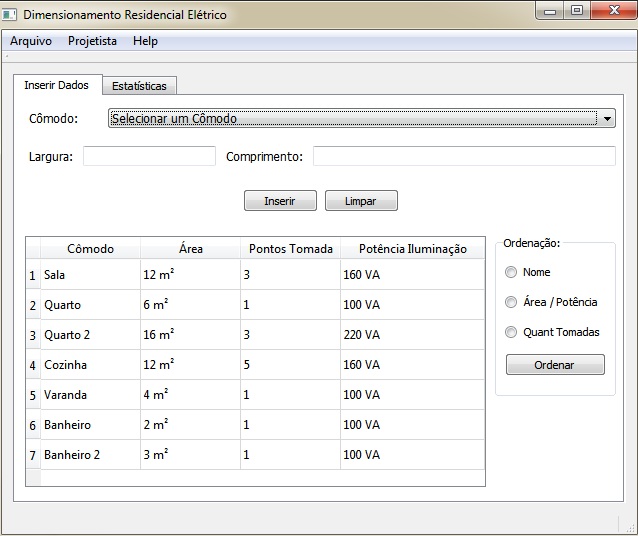 Dimensionamento Residencial Elétrico
Arquivo Projetista Help
Inserir Dados Estatísticas
Cômodo: Selecionar um Cômodo
Largura: Comprimento:
Inserir Limpar
Cômodo Área Pontos Tomada Potência Iluminação
1 Sala 12 m² 3 160 VA
2 Quarto 6 m² 1 100 VA
3 Quarto 2 16 m² 3 220 VA
4 Cozinha 12 m² 5 160 VA
5 Varanda 4 m² 1 100 VA
6 Banheiro 2 m² 1 100 VA
7 Banheiro 2 3 m² 1 100 VA
Ordenação:
Nome
Área / Potência
Quant Tomadas
Ordenar